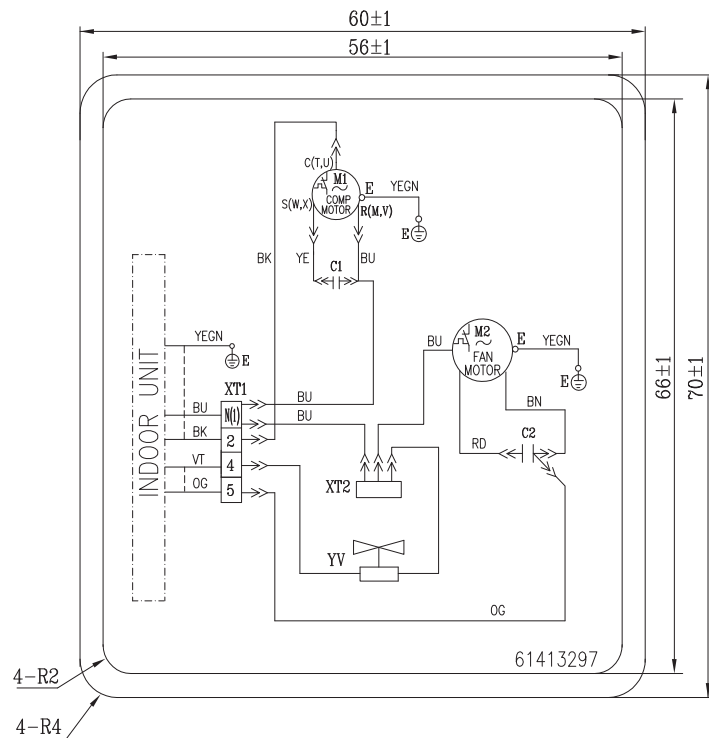 60±1
56±1
C(T,U)
M1
~
COMP
MOTOR
E
YEGN
S(W,X)
R(M,V)
E
BK
YE
BU
C1
INDOOR UNIT
YEGN
E
BU
M2
~
FAN
MOTOR
E
YEGN
E
66±1
70±1
XT1
BU
N(1)
BU
BU
BN
BK
2
RD
C2
VT
4
OG
5
XT2
YV
OG
61413297
4-R2
4-R4